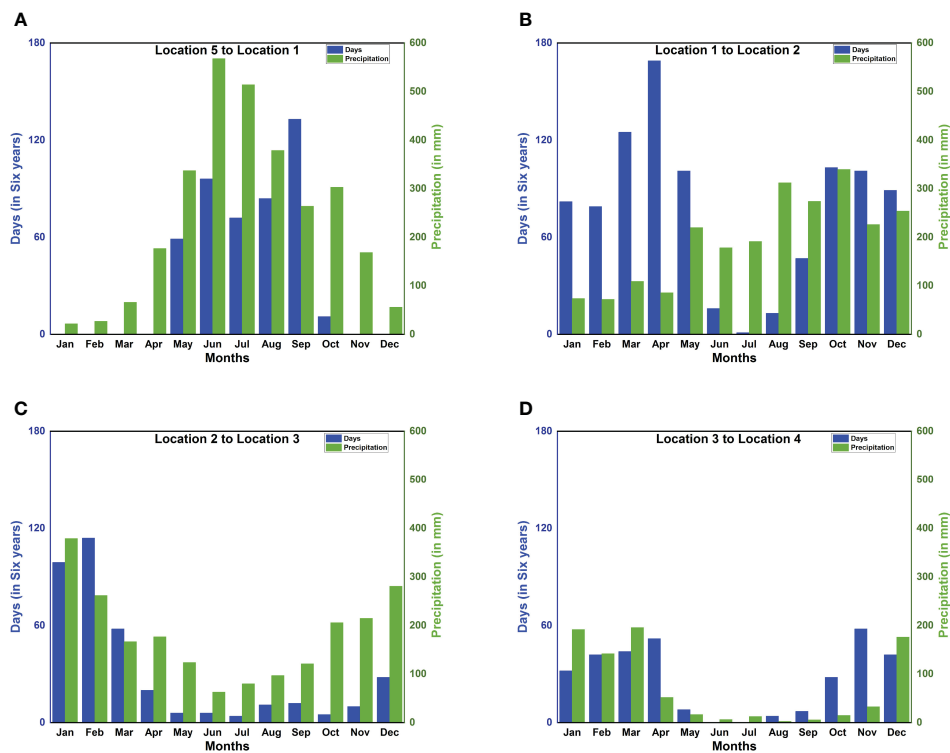 A
Location 5 to Location 1
Days
Precipitation
Days (in Six years)
180
120
60
0
Precipitation (in mm)
600
500
400
300
200
100
0
Jan Feb Mar Apr May Jun Jul Aug Sep Oct Nov Dec
Months
B
Location 1 to Location 2
Days
Precipitation
Days (in Six years)
180
120
60
0
Precipitation (in mm)
600
500
400
300
200
100
0
Jan Feb Mar Apr May Jun Jul Aug Sep Oct Nov Dec
Months
C
Location 2 to Location 3
Days
Precipitation
Days (in Six years)
180
120
60
0
Precipitation (in mm)
600
500
400
300
200
100
0
Jan Feb Mar Apr May Jun Jul Aug Sep Oct Nov Dec
Months
D
Location 3 to Location 4
Days
Precipitation
Days (in Six years)
180
120
60
0
Precipitation (in mm)
600
500
400
300
200
100
0
Jan Feb Mar Apr May Jun Jul Aug Sep Oct Nov Dec
Months